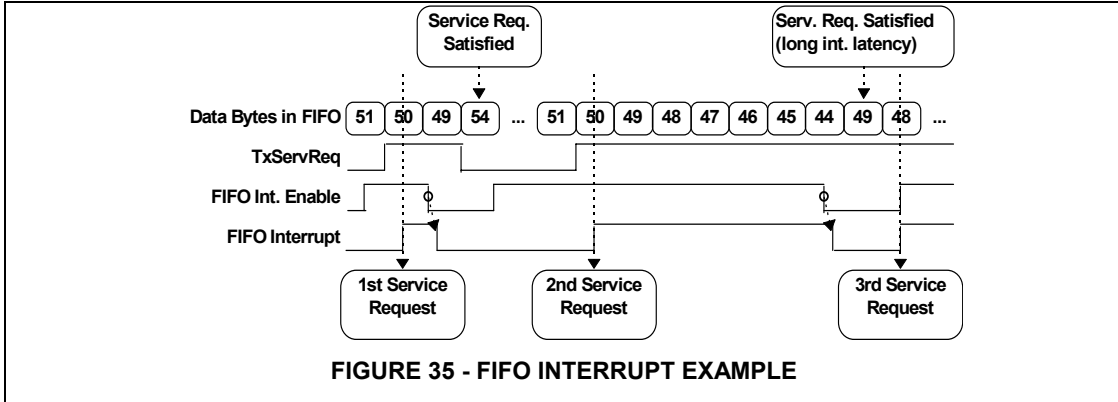 Service Req.
Satisfied
Serv. Req. Satisfied
(long int. latency)
Data Bytes in FIFO 51 50 49 54 ... 51 50 49 48 47 46 45 44 49 48 ...
TxServReq
FIFO Int. Enable
FIFO Interrupt
1st Service
Request
2nd Service
Request
3rd Service
Request
FIGURE 35 - FIFO INTERRUPT EXAMPLE